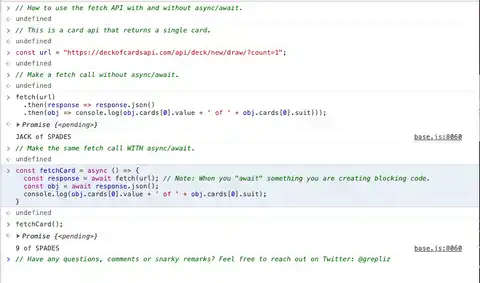 // How to use the fetch API with and without async/await.
undefined
// This is a card api that returns a single card.
undefined
const url = "https://deckofcardsapi.com/api/deck/new/draw/?count=1";
undefined
// Make a fetch call without async/await.
undefined
fetch(url)
.then(response => response.json()
.then(obj => console.log(obj.cards[0].value + ' of ' + obj.cards[0].suit)));
Promise {<pending>}
JACK of SPADES base.js:8060
// Make the same fetch call WITH async/await.
undefined
const fetchCard = async () => {
const response = await fetch(url); // Note: When you "await" something you are creating blocking code.
const obj = await response.json();
console.log(obj.cards[0].value + ' of ' + obj.cards[0].suit);
}
undefined
fetchCard();
Promise {<pending>}
9 of SPADES base.js:8060
// Have any questions, comments or snarky remarks? Feel free to reach out on Twitter: @grepliz